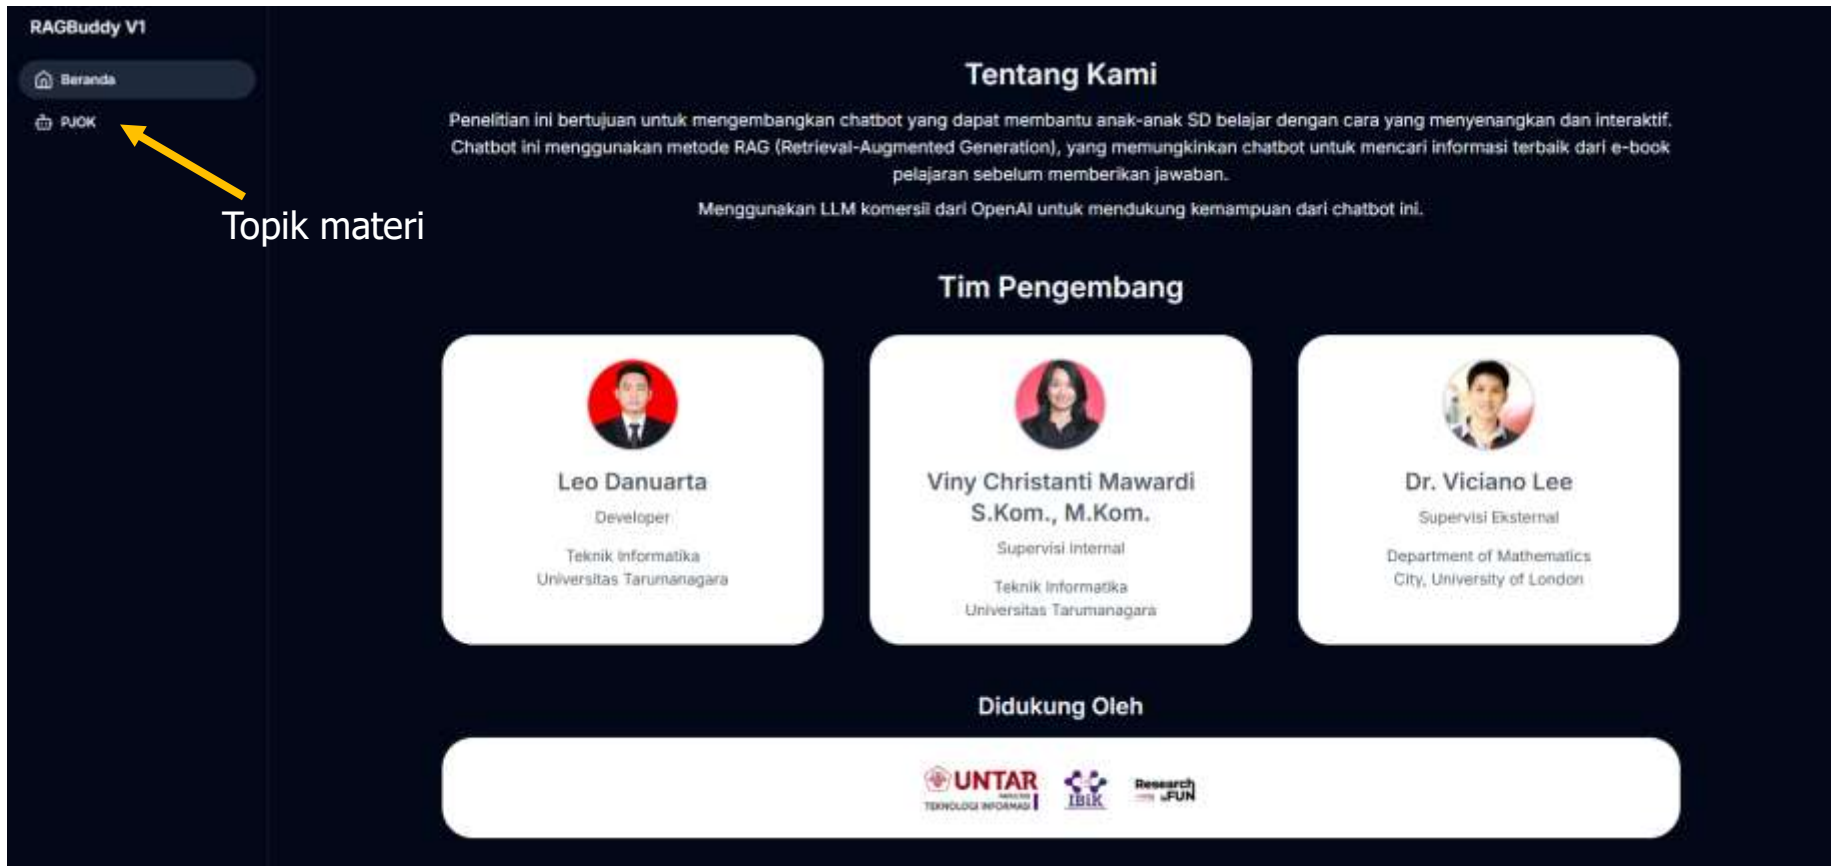 RAGBuddy V1
Beranda
PJOK
Topik materi
Tentang Kami
Penelitian ini bertujuan untuk mengembangkan chatbot yang dapat membantu anak-anak SD belajar dengan cara yang menyenangkan dan interaktif.
Chatbot ini menggunakan metode RAG (Retrieval-Augmented Generation), yang memungkinkan chatbot untuk mencari informasi terbaik dari e-book
pelajaran sebelum memberikan jawaban.
Menggunakan LLM komersil dari OpenAI untuk mendukung kemampuan dari chatbot ini.
Tim Pengembang
Leo Danuarta
Developer
Teknik Informatika
Universitas Tarumanagara
Viny Christanti Mawardi
S.Kom., M.Kom.
Supervisi Internal
Teknik Informatika
Universitas Tarumanagara
Dr. Viciano Lee
Supervisi Eksternal
Department of Mathematics
City, University of London
Didukung Oleh
UNTAR
FAKULTAS
TEKNOLOGI INFORMASI
IBIK
Research
FUN